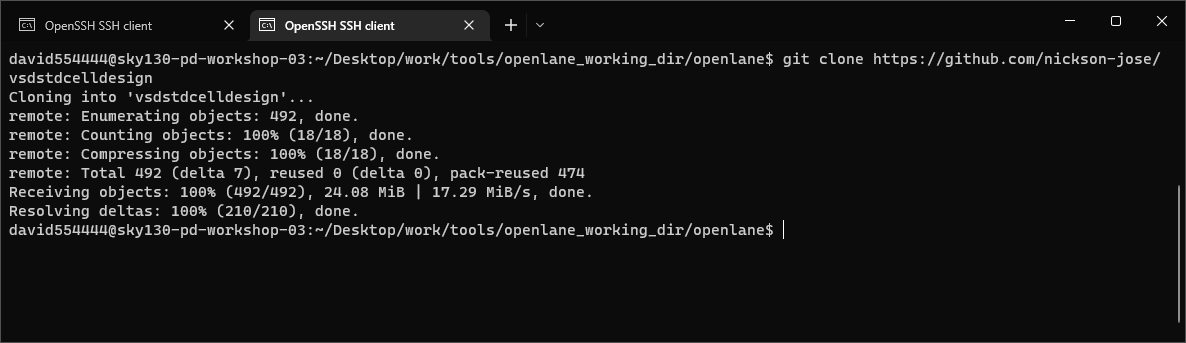 OpenSSH SSH client
OpenSSH SSH client
david554444@sky130-pd-workshop-03:~/Desktop/work/tools/openlane_working_dir/openlane$ git clone https://github.com/nickson-jose/
vsdstdcelldesign
Cloning into 'vsdstdcelldesign'...
remote: Enumerating objects: 492, done.
remote: Counting objects: 100% (18/18), done.
remote: Compressing objects: 100% (18/18), done.
remote: Total 492 (delta 7), reused 0 (delta 0), pack-reused 474
Receiving objects: 100% (492/492), 24.08 MiB | 17.29 MiB/s, done.
Resolving deltas: 100% (210/210), done.
david554444@sky130-pd-workshop-03:~/Desktop/work/tools/openlane_working_dir/openlane$